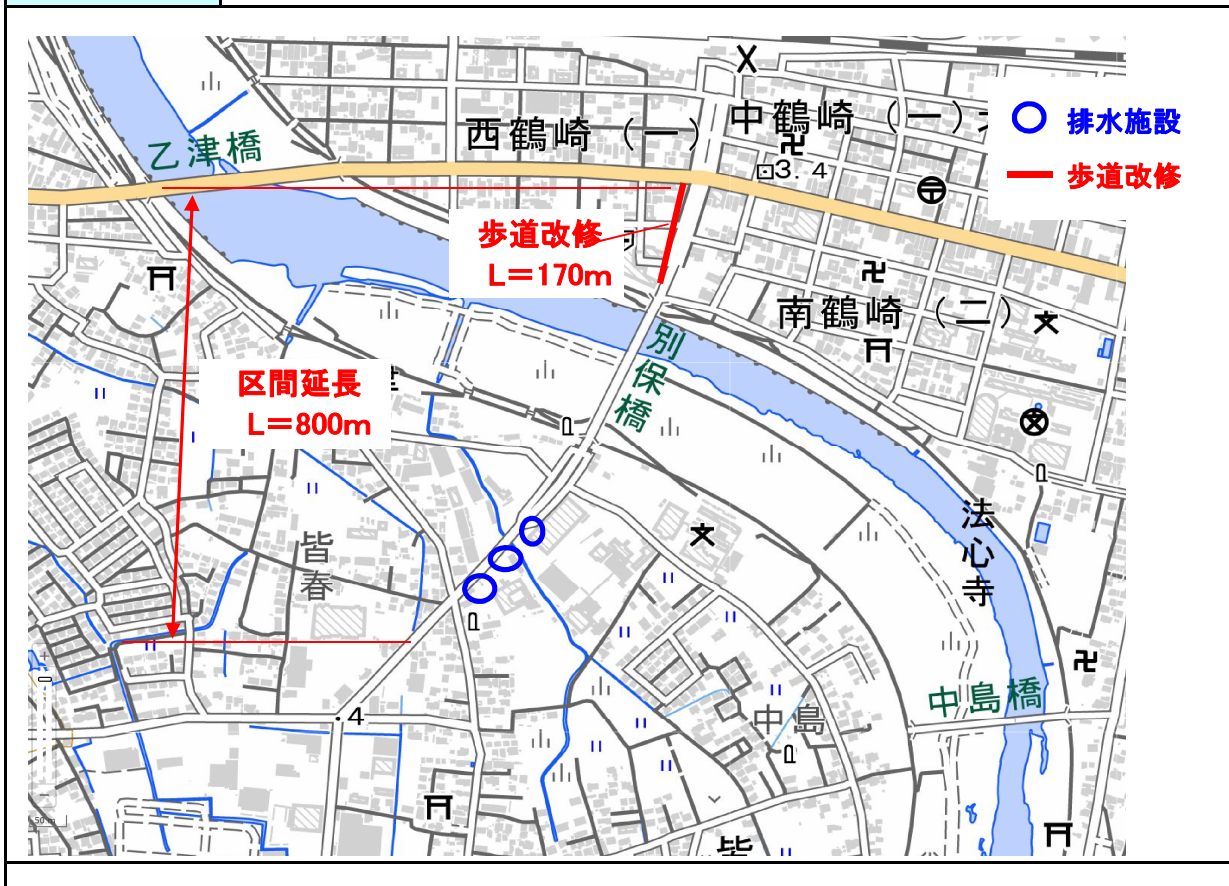 西鶴崎（一）
中鶴崎（一）
乙津橋
3.4
排水施設
歩道改修
歩道改修
L＝170m
南鶴崎（二）
別保橋
区間延長
L＝800m
皆春
法心寺
中島橋
中島
.4
50 m
皆